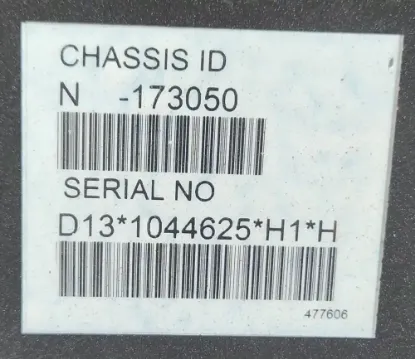 CHASSIS ID
N -173050
SERIAL NO
D13*1044625*H1*H
477606